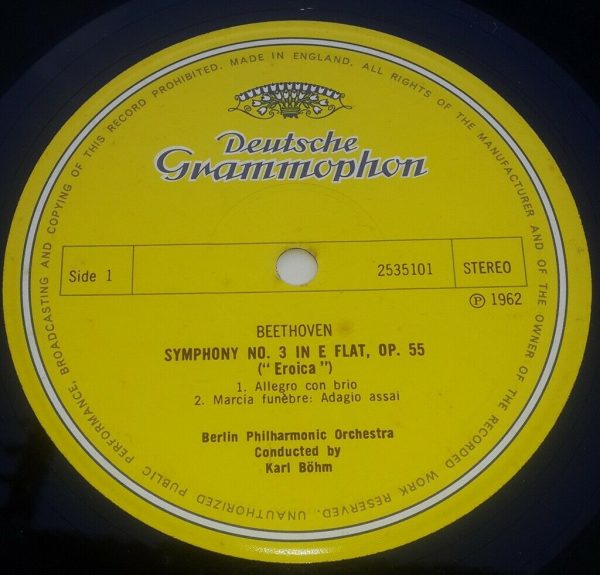 MADE IN ENGLAND. ALL RIGHTS OF THE MANUFACTURER AND OF THE OWNER OF THE RECORDED WORK RESERVED. UNAUTHORIZED PUBLIC PERFORMANCE, BROADCASTING AND COPYING OF THIS RECORD PROHIBITED.
Deutsche
Grammophon
Side 1 2535101 STEREO
℗ 1962
BEETHOVEN
SYMPHONY NO. 3 IN E FLAT, OP. 55
("Eroica")
1. Allegro con brio
2. Marcia funèbre: Adagio assai
Berlin Philharmonic Orchestra
Conducted by
Karl Böhm